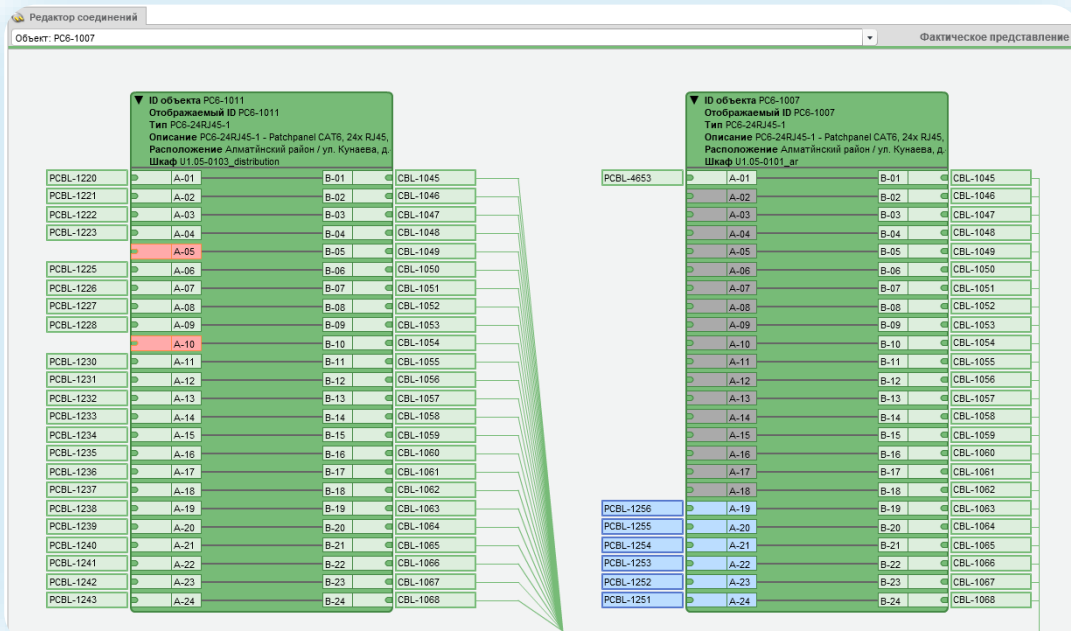 Редактор соединений
Объект: PC6-1007
Фактическое представление
ID объекта PC6-1011
Отображаемый ID PC6-1011
Тип PC6-24RJ45-1
Описание PC6-24RJ45-1 - Patchpanel CAT6, 24x RJ45,
Расположение Алматӣнский район / ул. Кунаева, д.
Шкаф U1.05-0103_distribution
PCBL-1220 A-01 B-01 CBL-1045
PCBL-1221 A-02 B-02 CBL-1046
PCBL-1222 A-03 B-03 CBL-1047
PCBL-1223 A-04 B-04 CBL-1048
A-05 B-05 CBL-1049
PCBL-1225 A-06 B-06 CBL-1050
PCBL-1226 A-07 B-07 CBL-1051
PCBL-1227 A-08 B-08 CBL-1052
PCBL-1228 A-09 B-09 CBL-1053
A-10 B-10 CBL-1054
PCBL-1230 A-11 B-11 CBL-1055
PCBL-1231 A-12 B-12 CBL-1056
PCBL-1232 A-13 B-13 CBL-1057
PCBL-1233 A-14 B-14 CBL-1058
PCBL-1234 A-15 B-15 CBL-1059
PCBL-1235 A-16 B-16 CBL-1060
PCBL-1236 A-17 B-17 CBL-1061
PCBL-1237 A-18 B-18 CBL-1062
PCBL-1238 A-19 B-19 CBL-1063
PCBL-1239 A-20 B-20 CBL-1064
PCBL-1240 A-21 B-21 CBL-1065
PCBL-1241 A-22 B-22 CBL-1066
PCBL-1242 A-23 B-23 CBL-1067
PCBL-1243 A-24 B-24 CBL-1068
ID объекта PC6-1007
Отображаемый ID PC6-1007
Тип PC6-24RJ45-1
Описание PC6-24RJ45-1 - Patchpanel CAT6, 24x RJ45,
Расположение Алматӣнский район / ул. Кунаева, д.
Шкаф U1.05-0101_ar
PCBL-4653 A-01 B-01 CBL-1045
A-02 B-02 CBL-1046
A-03 B-03 CBL-1047
A-04 B-04 CBL-1048
A-05 B-05 CBL-1049
A-06 B-06 CBL-1050
A-07 B-07 CBL-1051
A-08 B-08 CBL-1052
A-09 B-09 CBL-1053
A-10 B-10 CBL-1054
A-11 B-11 CBL-1055
A-12 B-12 CBL-1056
A-13 B-13 CBL-1057
A-14 B-14 CBL-1058
A-15 B-15 CBL-1059
A-16 B-16 CBL-1060
A-17 B-17 CBL-1061
A-18 B-18 CBL-1062
PCBL-1256 A-19 B-19 CBL-1063
PCBL-1255 A-20 B-20 CBL-1064
PCBL-1254 A-21 B-21 CBL-1065
PCBL-1253 A-22 B-22 CBL-1066
PCBL-1252 A-23 B-23 CBL-1067
PCBL-1251 A-24 B-24 CBL-1068